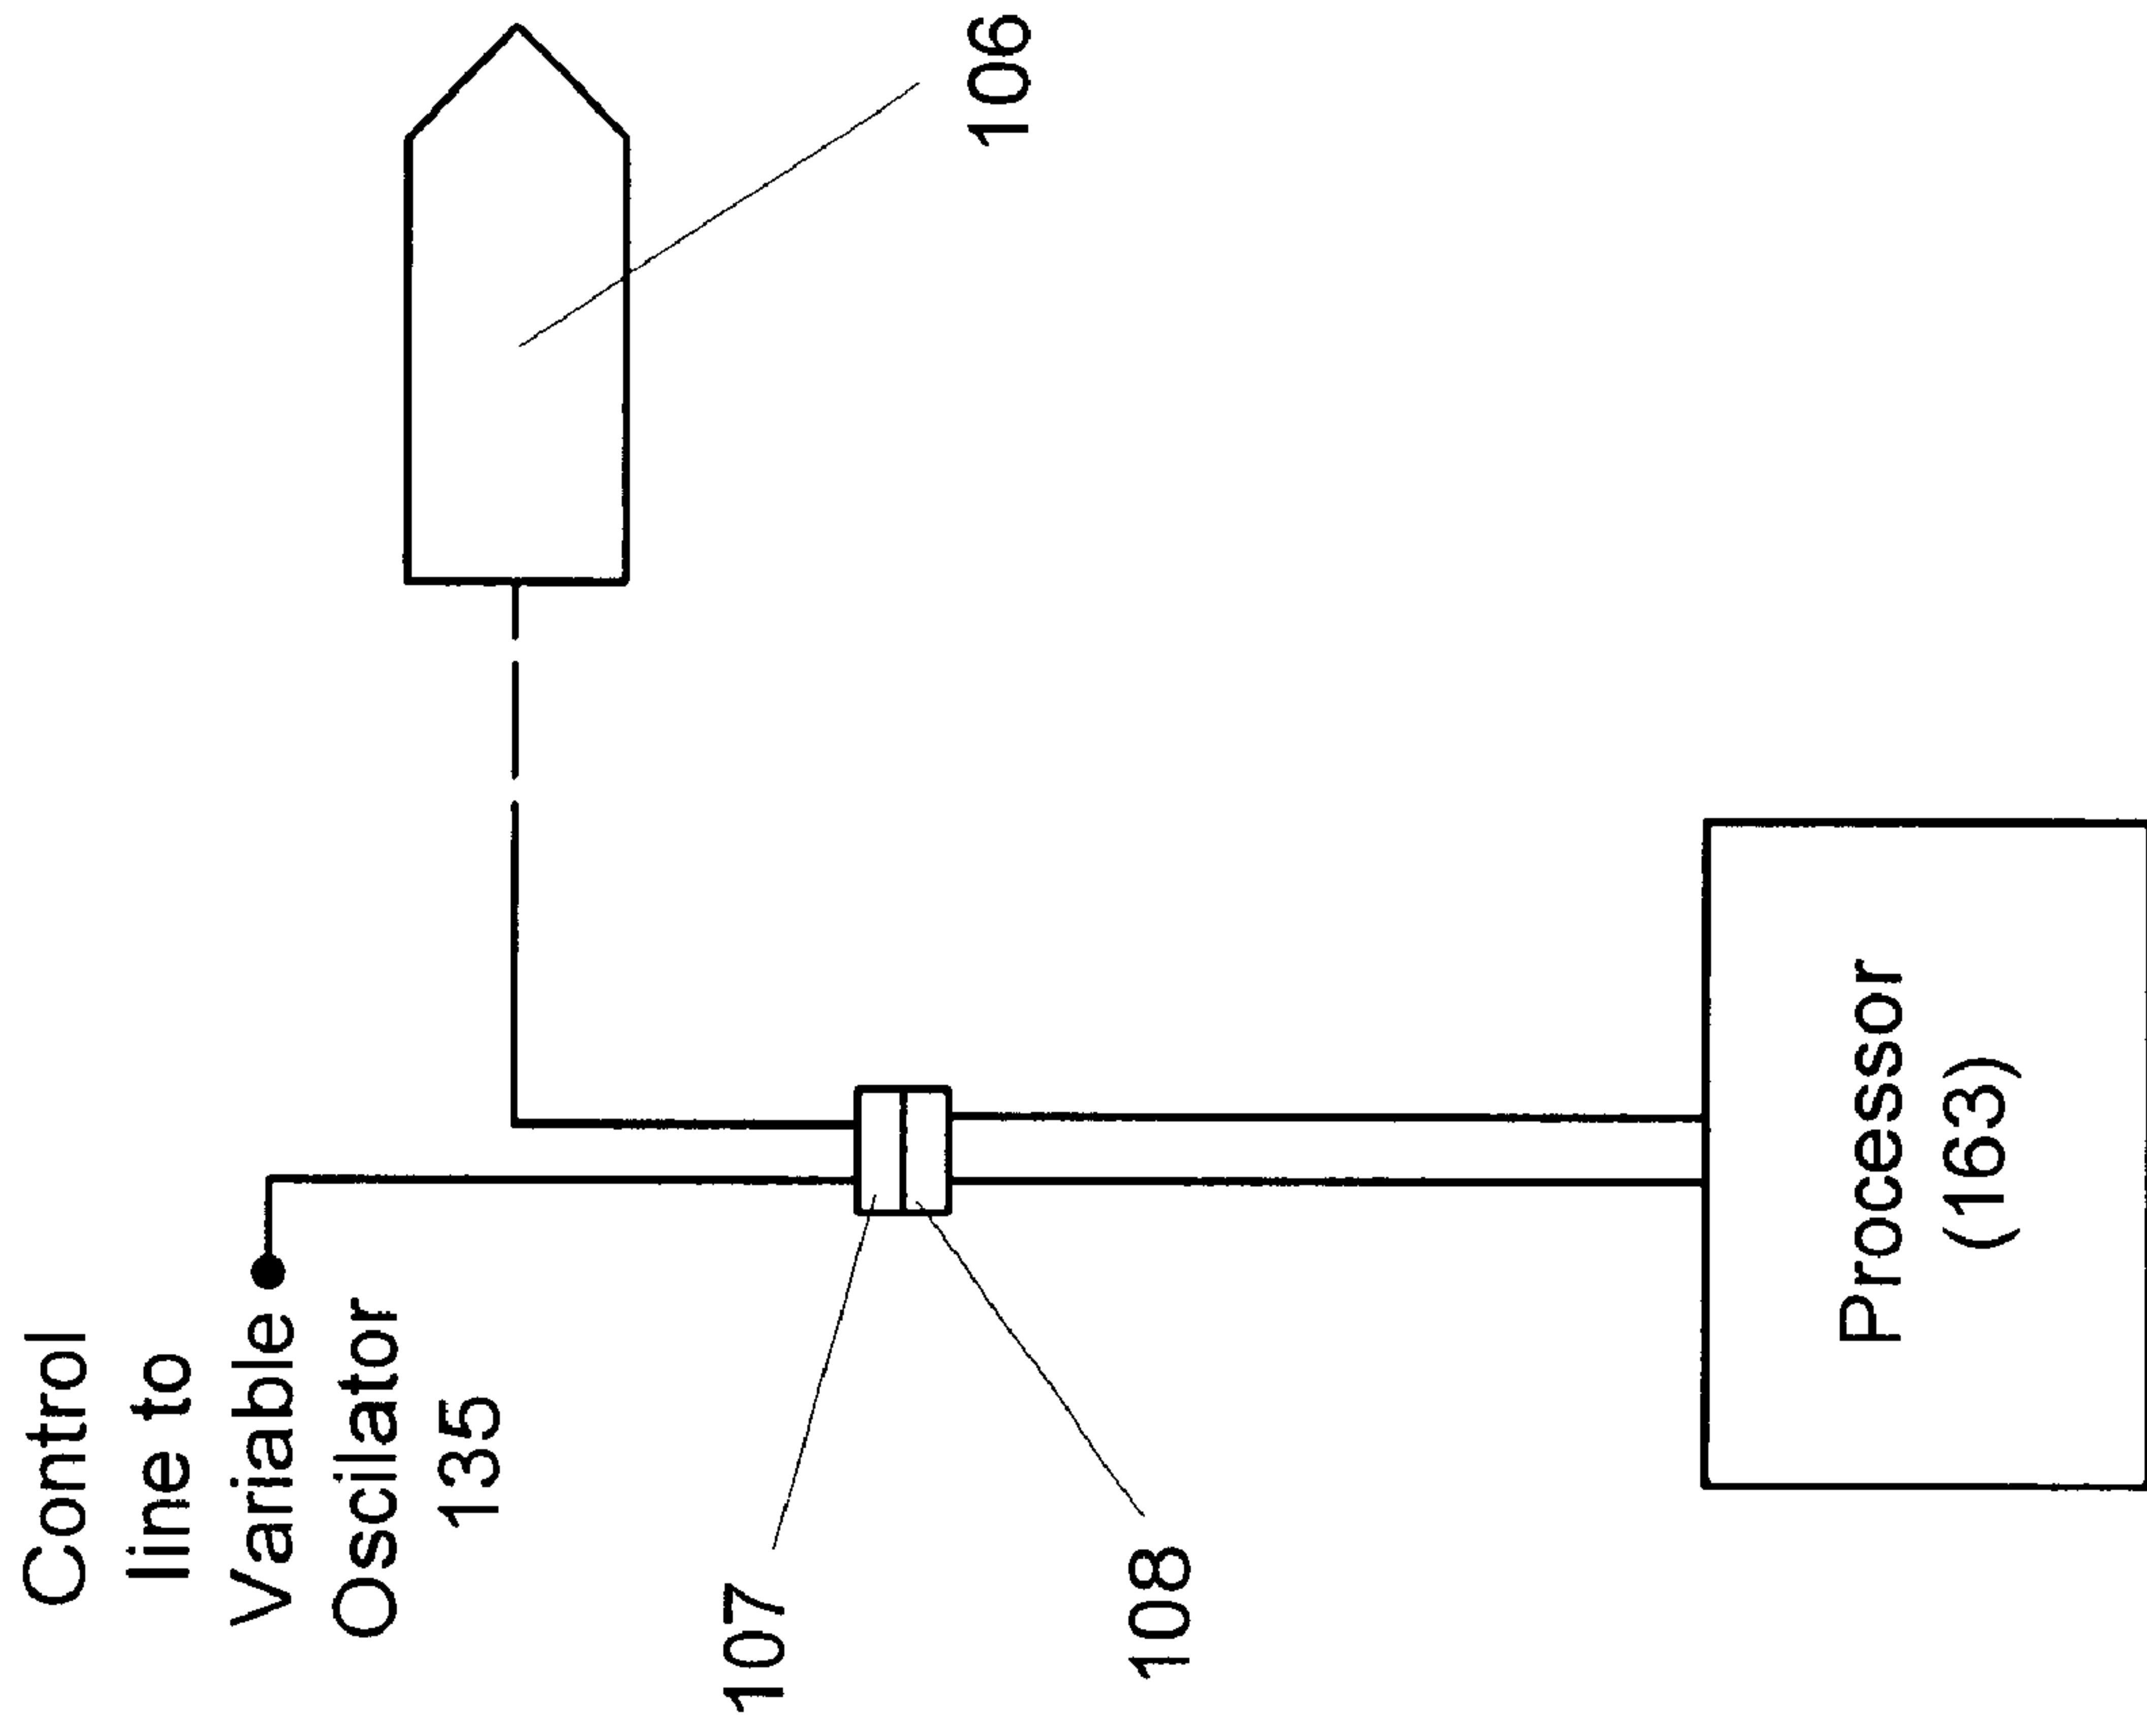 Control
line to
Variable
Oscilator
135
107
108
106
Processor
(163)